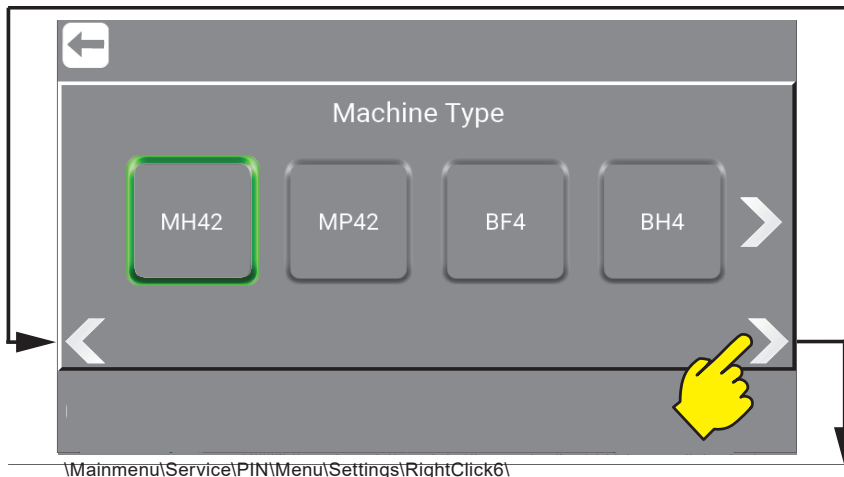 Machine Type
MH42 MP42 BF4 BH4
\Mainmenu\Service\PIN\Menu\Settings\RightClick6\